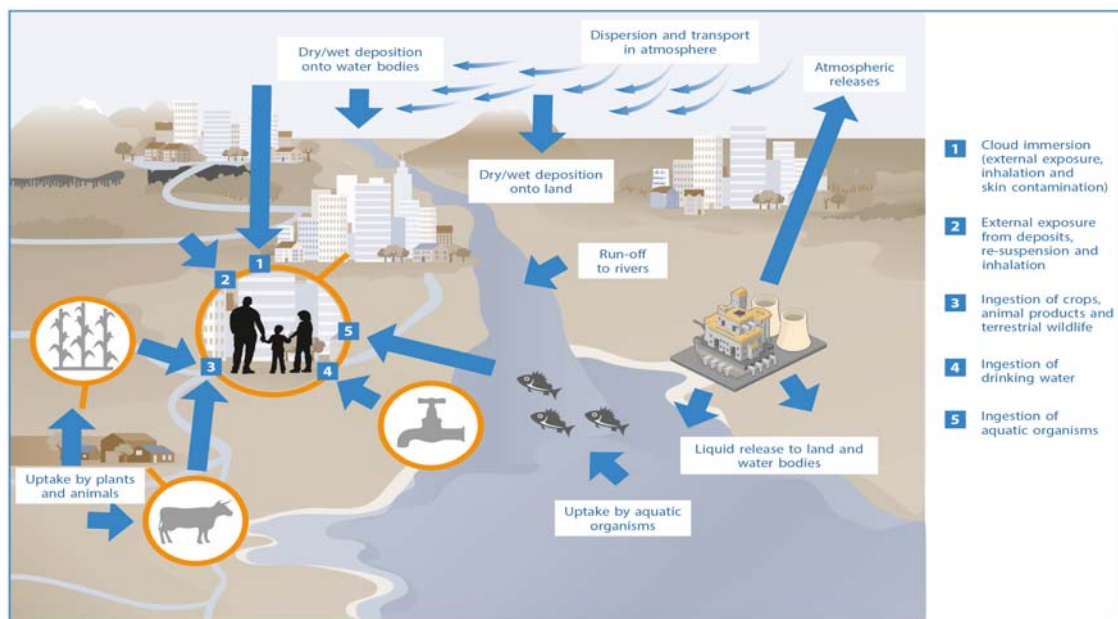 Dispersion and transport
in atmosphere
Dry/wet deposition
onto water bodies
Atmospheric
releases
Dry/wet deposition
onto land
Run-off
to rivers
1
2
3
4
5
Uptake by plants
and animals
Liquid release to land and
water bodies
Uptake by aquatic
organisms
1 Cloud immersion
(external exposure,
inhalation and
skin contamination)
2 External exposure
from deposits,
re-suspension and
inhalation
3 Ingestion of crops,
animal products and
terrestrial wildlife
4 Ingestion of
drinking water
5 Ingestion of
aquatic organisms